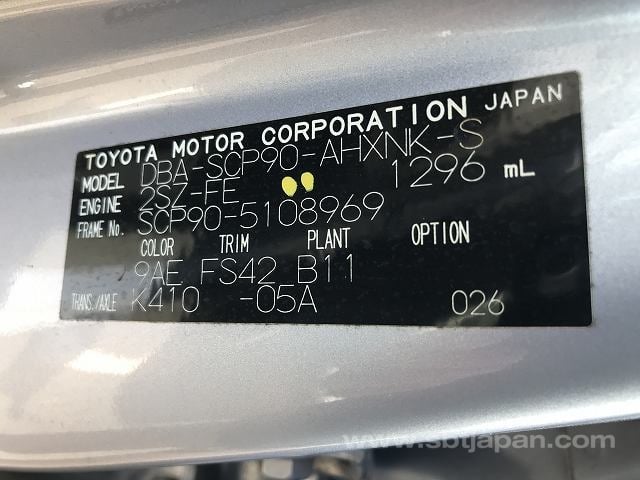 TOYOTA MOTOR CORPORATION JAPAN
MODEL DBA-SCP90-AHXNK-S
ENGINE 2SZ-FE 1296 mL
FRAME No. SCP90-5108969
COLOR TRIM PLANT OPTION
9AE FS42 B11
TRANS./AXLE K410 -05A 026
www.sbtjapan.com